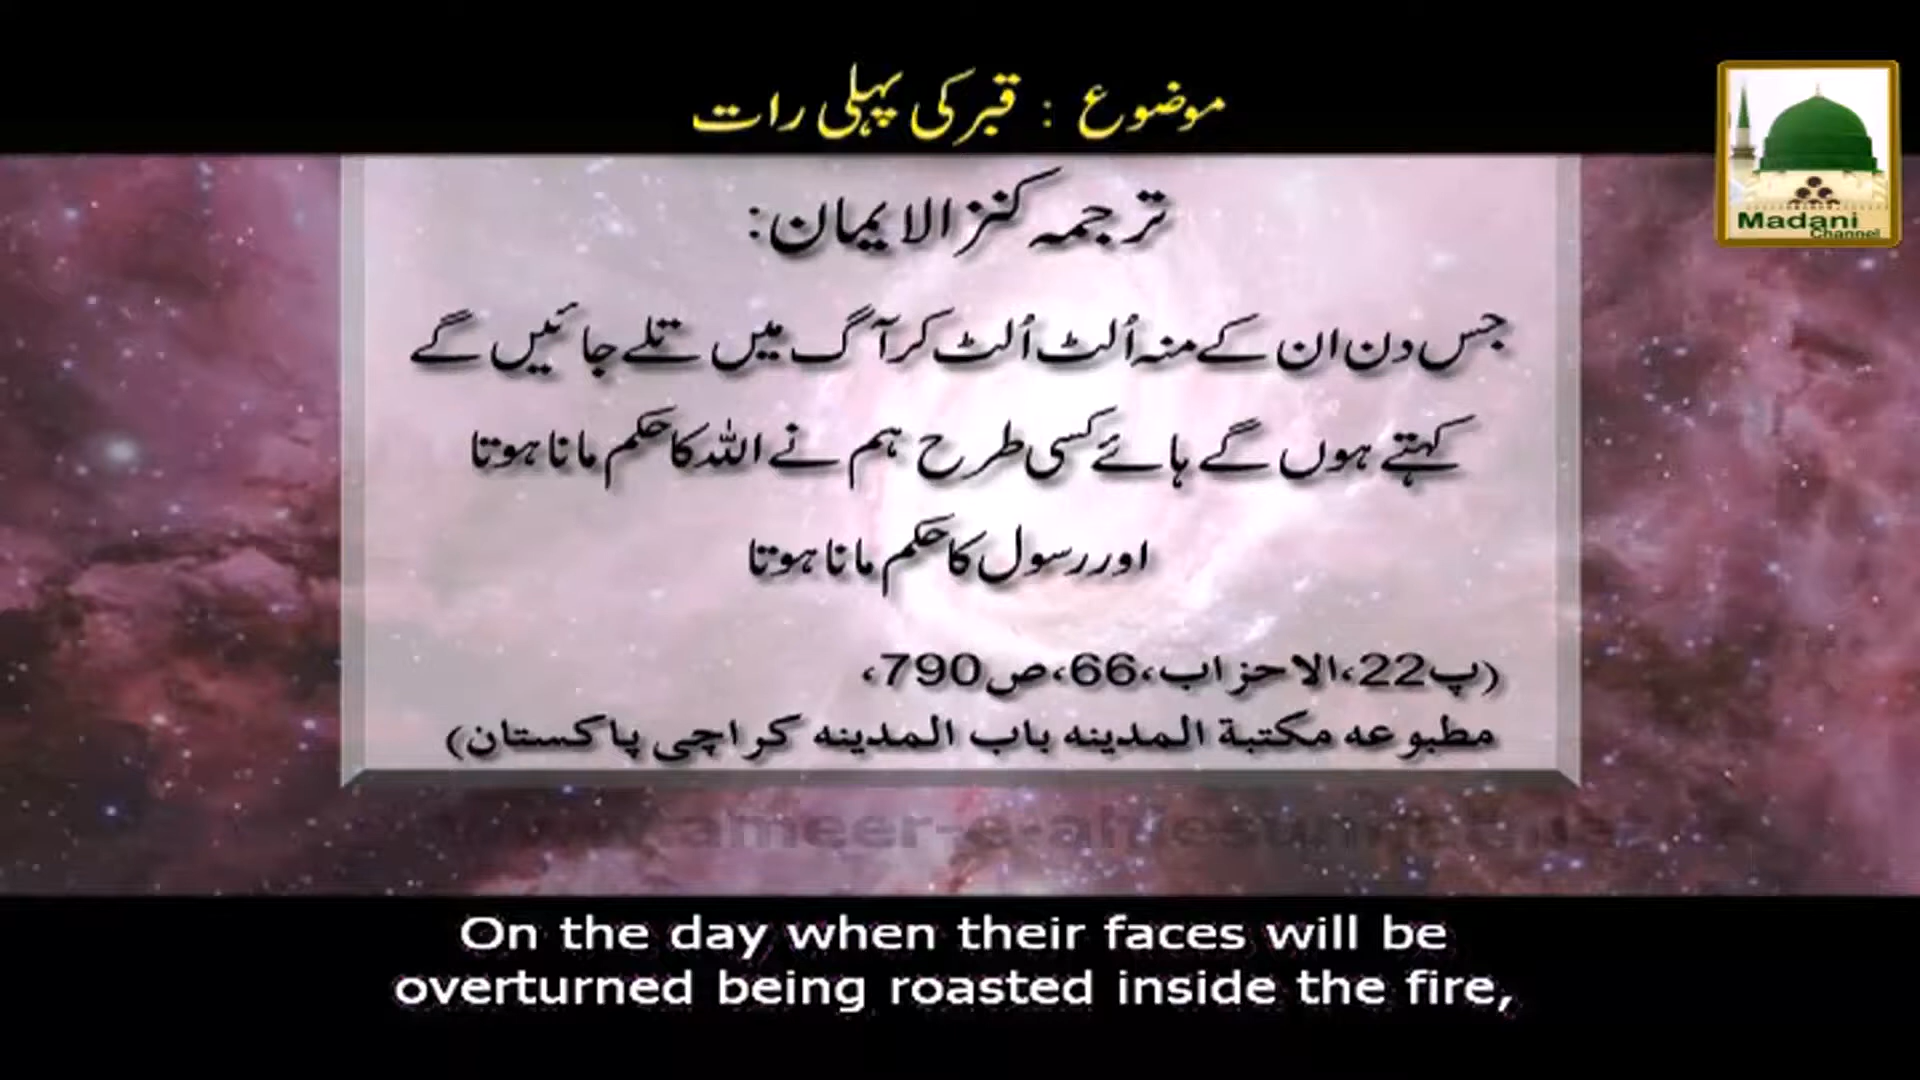 موضوع : قبر کی پہلی رات
Madani
Channel
ترجمہ کنز الایمان:
جس دن ان کے منہ اُلٹ اُلٹ کر آگ میں تلے جائیں گے
کہتے ہوں گے ہائے کسی طرح ہم نے اللہ کا حکم مانا ہوتا
اور رسول کا حکم مانا ہوتا
(پ22،الاحزاب،66،ص790،
مطبوعہ مکتبة المدینہ باب المدینہ کراچی پاکستان)
On the day when their faces will be
overturned being roasted inside the fire,